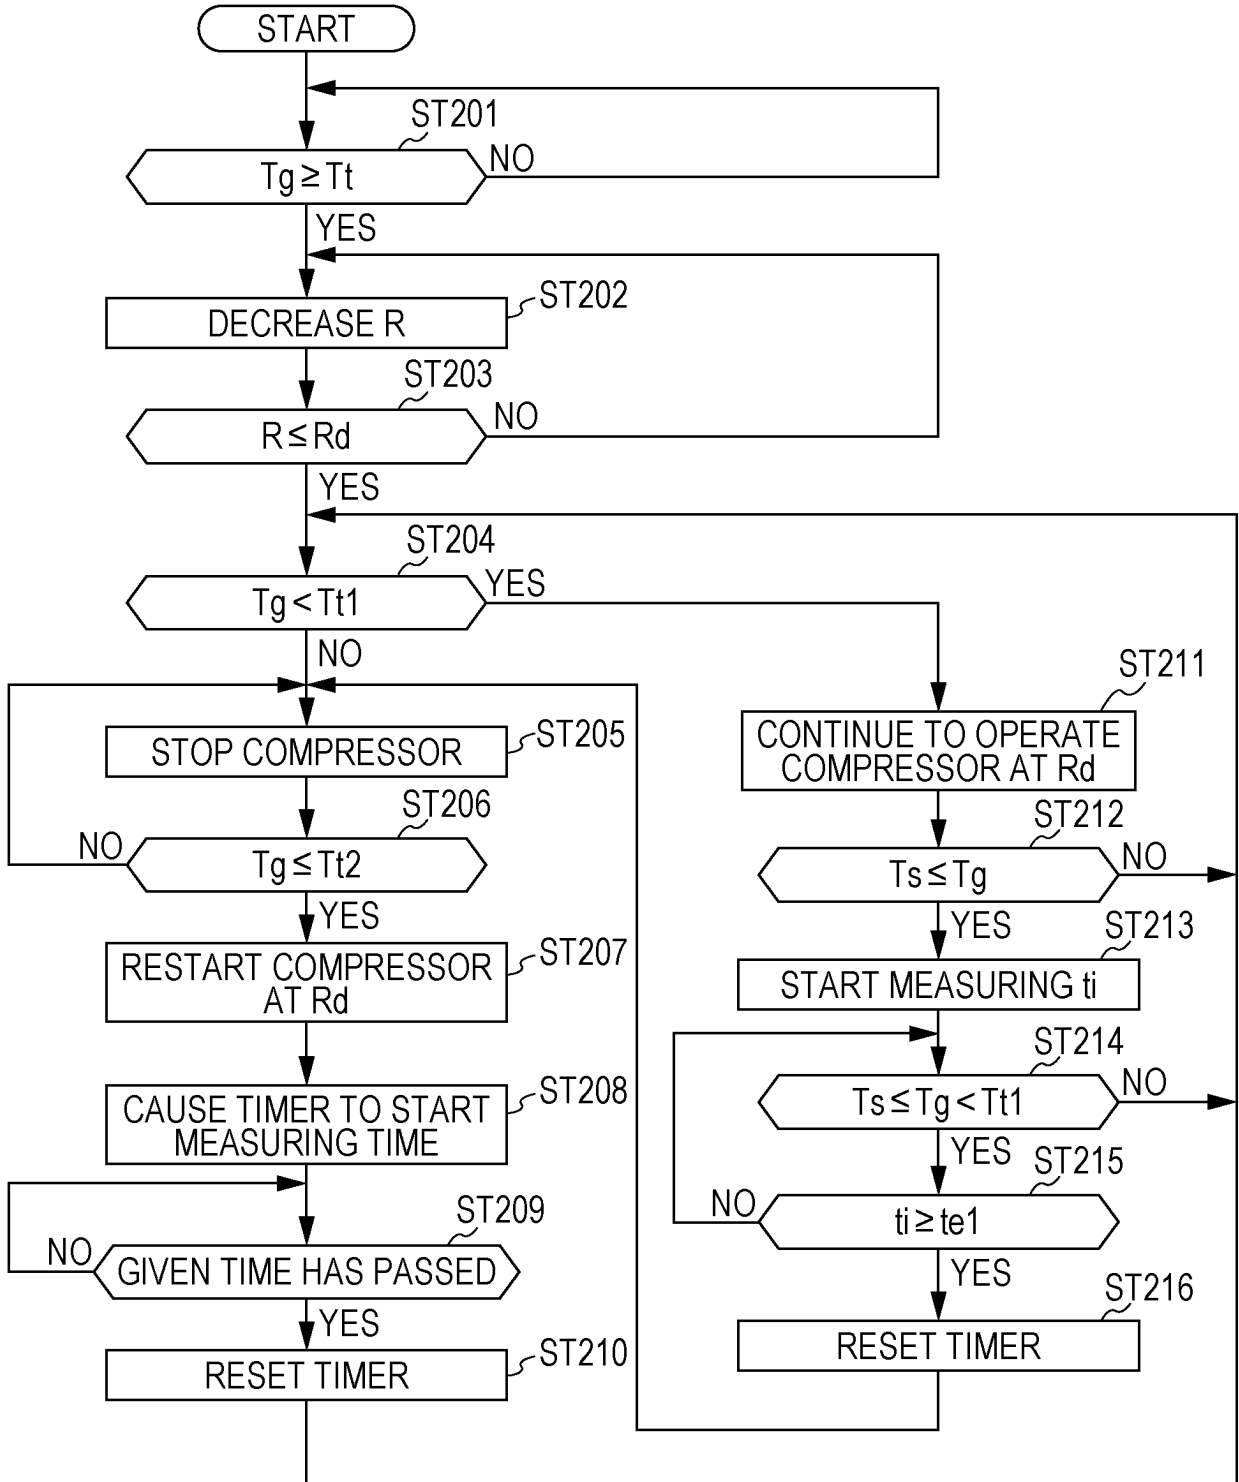 START
ST201
Tg ≥ Tt
NO
YES
ST202
DECREASE R
ST203
R ≤ Rd
NO
YES
ST204
Tg < Tt1
YES
NO
ST205
STOP COMPRESSOR
ST206
Tg ≤ Tt2
NO
YES
ST207
RESTART COMPRESSOR
AT Rd
ST208
CAUSE TIMER TO START
MEASURING TIME
ST209
GIVEN TIME HAS PASSED
NO
YES
ST210
RESET TIMER
ST211
CONTINUE TO OPERATE
COMPRESSOR AT Rd
ST212
Ts ≤ Tg
NO
YES
ST213
START MEASURING ti
ST214
Ts ≤ Tg < Tt1
NO
YES
ST215
ti ≥ te1
NO
YES
ST216
RESET TIMER